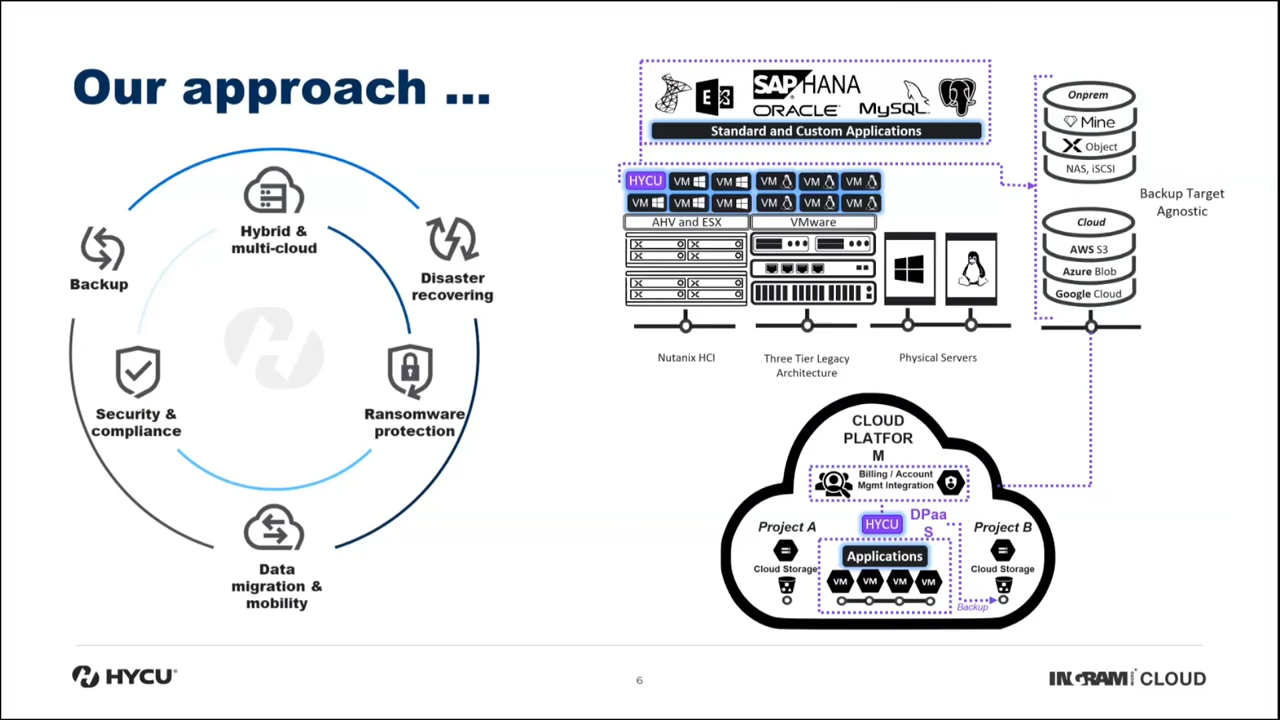 Our approach ...
Hybrid &
multi-cloud
Backup
Disaster
recovering
Security &
compliance
Ransomware
protection
Data
migration &
mobility
E
SAP HANA
ORACLE
MySQL
Standard and Custom Applications
HYCU VM VM VM VM VM
VM VM VM VM VM VM
AHV and ESX
VMware
Nutanix HCI
Three Tier Legacy
Architecture
Physical Servers
Onprem
Mine
X Object
NAS, iSCSI
Cloud
AWS S3
Azure Blob
Google Cloud
Backup Target
Agnostic
CLOUD
PLATFOR
M
Billing / Account
Mgmt Integration
HYCU
DPaa
S
Project A
Cloud Storage
Applications
VM VM VM VM
Project B
Cloud Storage
Backup
HYCU
6
INGRAM MICRO CLOUD